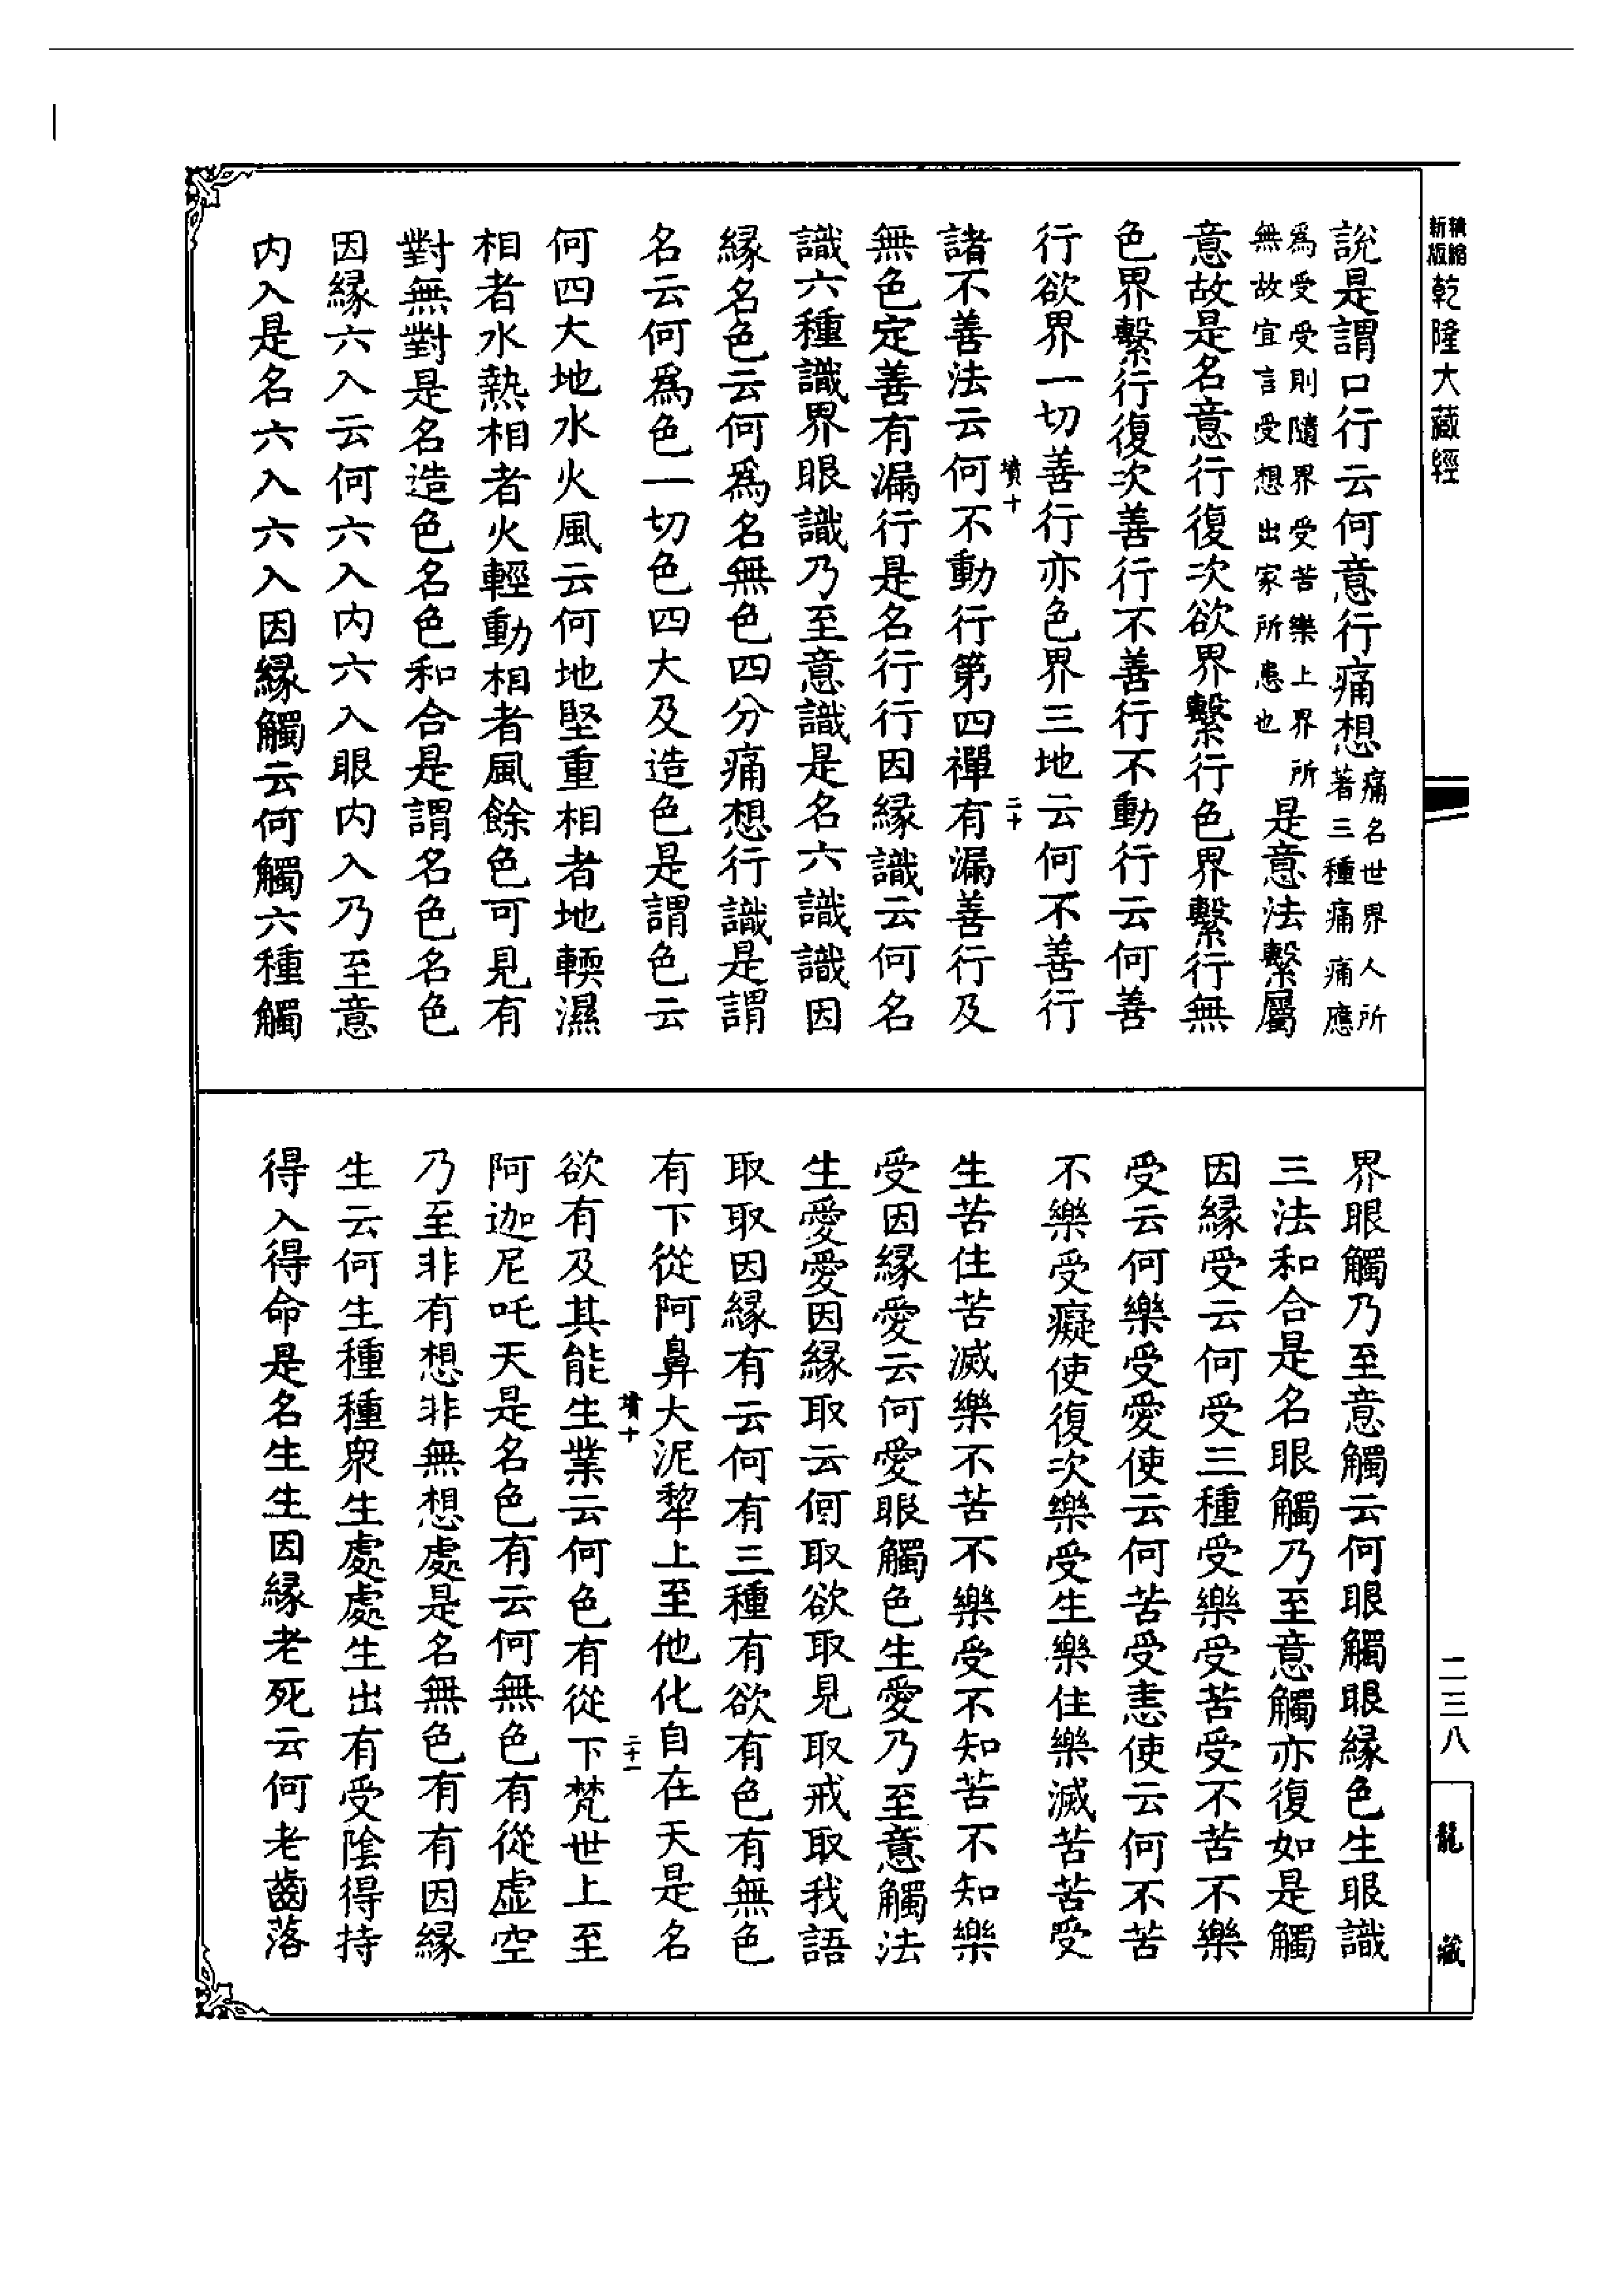 精縮新版乾隆大藏經
說是謂口行云何意行痛想痛名世界人所著三種痛痛應
爲受受則隨界受苦樂上界所無故宜言受想出家所患也是意法繫屬
意故是名意行復次欲界繫行色界繫行無
色界繫行復次善行不善行不動行云何善
行欲界一切善行亦色界三地云何不善行
墳十
二十
諸不善法云何不動行第四禪有漏善行及
無色定善有漏行是名行行因緣識云何名
識六種識界眼識乃至意識是名六識識因
緣名色云何爲名無色四分痛想行識是謂
名云何爲色一切色四大及造色是謂色云
何四大地水火風云何地堅重相者地輭濕
相者水熱相者火輕動相者風餘色可見有
對無對是名造色名色和合是謂名色名色
因緣六入云何六入内六入眼内入乃至意
内入是名六入六入因緣觸云何觸六種觸
界眼觸乃至意觸云何眼觸眼緣色生眼識
三法和合是名眼觸乃至意觸亦復如是觸
因緣受云何受三種受樂受苦受不苦不樂
受云何樂受愛使云何苦受恚使云何不苦
不樂受癡使復次樂受生樂住樂滅苦苦受
生苦住苦滅樂不苦不樂受不知苦不知樂
受因緣愛云何愛眼觸色生愛乃至意觸法
生愛愛因緣取云何取欲取見取戒取我語
取取因緣有云何有三種有欲有色有無色
有下從阿鼻大泥犂上至他化自在天是名
墳十
二十一
欲有及其能生業云何色有從下梵世上至
阿迦尼吒天是名色有云何無色有從虛空
乃至非有想非無想處是名無色有有因緣
生云何生種種衆生處處生出有受陰得持
得入得命是名生生因緣老死云何老齒落
二三八
龍藏